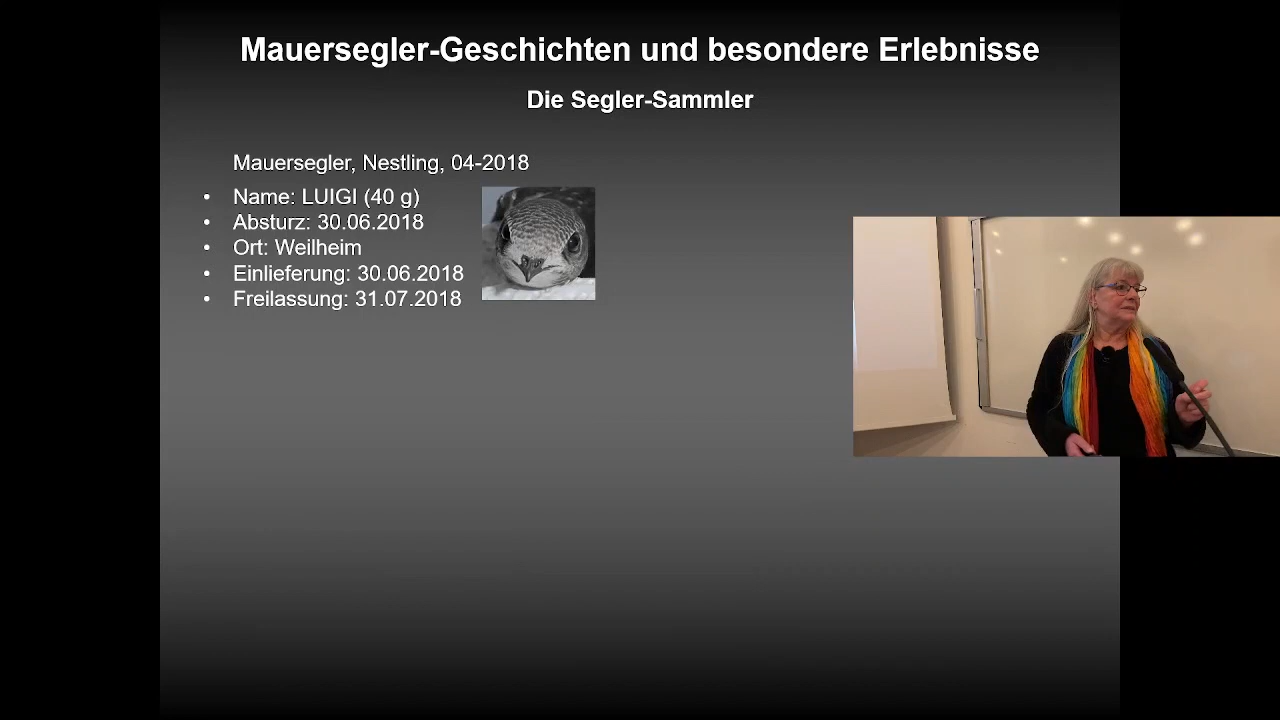 Mauersegler-Geschichten und besondere Erlebnisse
Die Segler-Sammler
Mauersegler, Nestling, 04-2018
• Name: LUIGI (40 g)
• Absturz: 30.06.2018
• Ort: Weilheim
• Einlieferung: 30.06.2018
• Freilassung: 31.07.2018